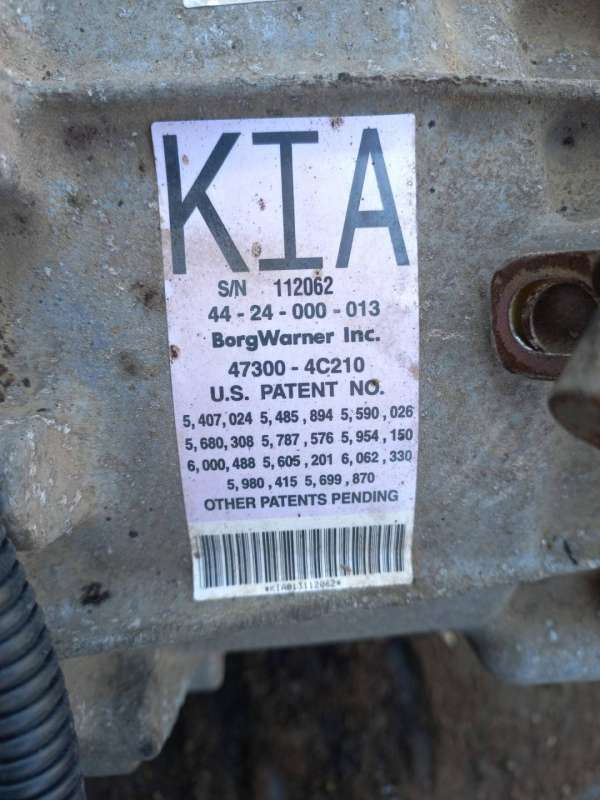 KIA
S/N 112062
44 - 24 - 000 - 013
BorgWarner Inc.
47300 - 4C210
U.S. PATENT NO.
5,407,024 5,485,894 5,590,026
5,680,308 5,787,576 5,954,150
6,000,488 5,605,201 6,062,330
5,980,415 5,699,870
OTHER PATENTS PENDING
*KIA013112062*